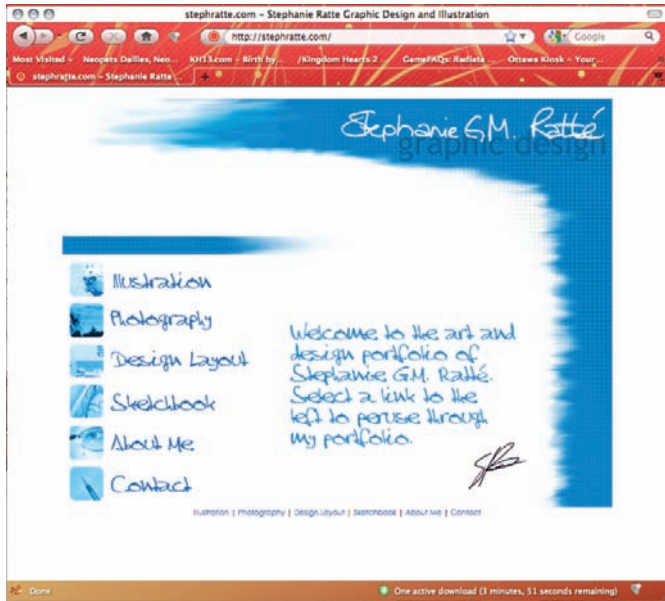 stephratte.com – Stephanie Ratte Graphic Design and Illustration
http://stephratte.com/
Google
Most Visited Neopets Dailies, Neo... KH13.com – Birth by... /Kingdom Hearts 2... GameFAQs: Radiata... Ottawa Kiosk – Your...
stephratte.com – Stephanie Ratte...
Stephanie G.M. Ratté
graphic design
Illustration
Photography
Design Layout
Sketchbook
About Me
Contact
Welcome to the art and
design portfolio of
Stephanie G.M. Ratté.
Select a link to the
left to peruse through
my portfolio.
Illustration | Photography | Design Layout | Sketchbook | About Me | Contact
Done
One active download (3 minutes, 51 seconds remaining)